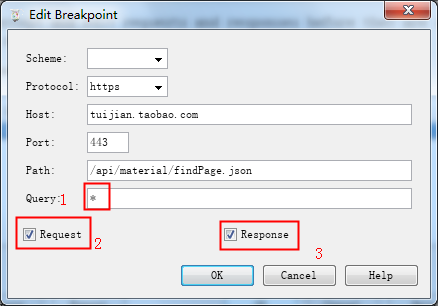 Edit Breakpoint
Scheme:
Protocol: https
Host: tuijian.taobao.com
Port: 443
Path: /api/material/findPage.json
Query: 1 *
Request 2 Response 3
OK Cancel Help